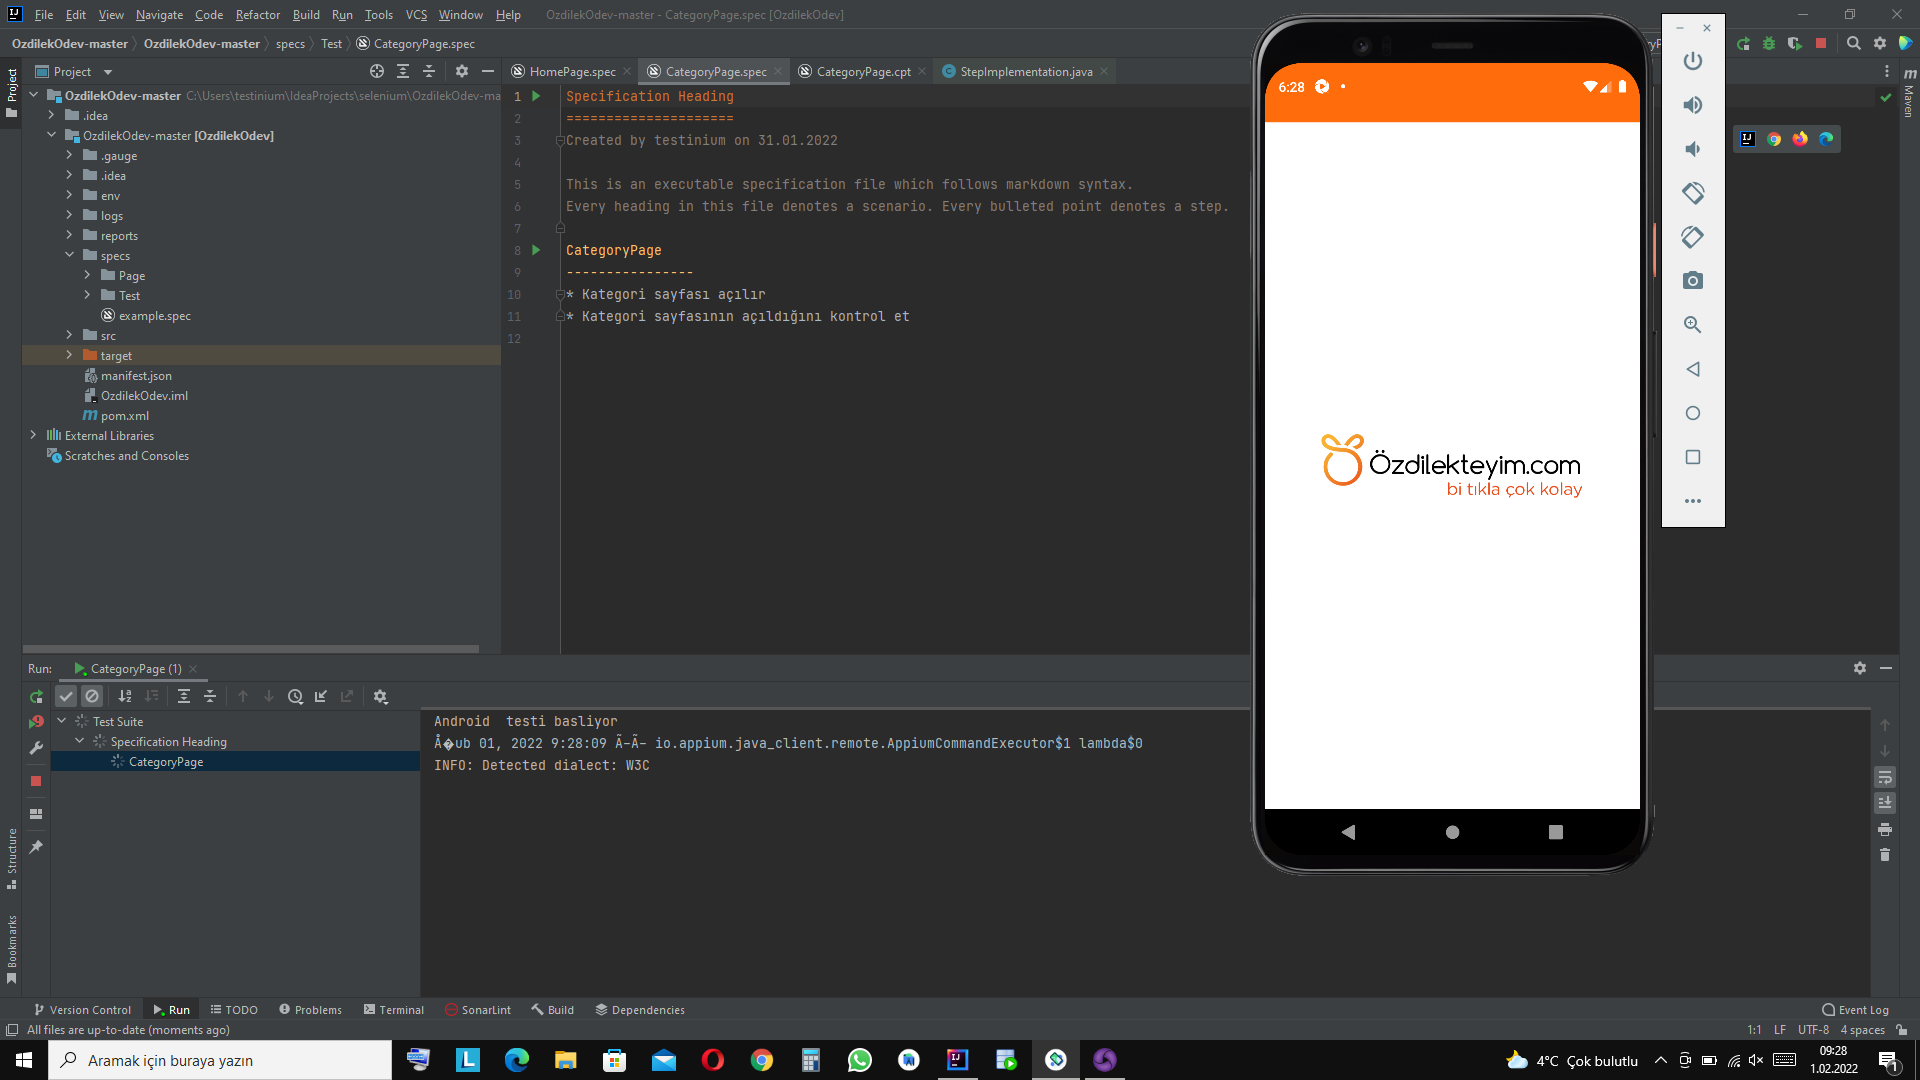 File Edit View Navigate Code Refactor Build Run Tools VCS Window Help OzdilekOdev-master - CategoryPage.spec [OzdilekOdev]
OzdilekOdev-master OzdilekOdev-master specs Test CategoryPage.spec
Project
HomePage.spec CategoryPage.spec CategoryPage.cpt StepImplementation.java
Project
Maven
OzdilekOdev-master C:\Users\testinium\IdeaProjects\selenium\OzdilekOdev-ma
.idea
OzdilekOdev-master [OzdilekOdev]
.gauge
.idea
env
logs
reports
specs
Page
Test
example.spec
src
target
manifest.json
OzdilekOdev.iml
pom.xml
External Libraries
Scratches and Consoles
1 Specification Heading
2 =====================
3 Created by testinium on 31.01.2022
4
5 This is an executable specification file which follows markdown syntax.
6 Every heading in this file denotes a scenario. Every bulleted point denotes a step.
7
8 CategoryPage
9 ----------------
10 * Kategori sayfası açılır
11 * Kategori sayfasının açıldığını kontrol et
12
6:28
Özdilekteyim.com
bi tıkla çok kolay
Run: CategoryPage (1)
Test Suite
Specification Heading
CategoryPage
Android  testi basliyor
Å�ub 01, 2022 9:28:09 Ã–Ã– io.appium.java_client.remote.AppiumCommandExecutor$1 lambda$0
INFO: Detected dialect: W3C
Structure
Bookmarks
Version Control Run TODO Problems Terminal SonarLint Build Dependencies Event Log
All files are up-to-date (moments ago) 1:1 LF UTF-8 4 spaces
Aramak için buraya yazın
4°C Çok bulutlu
09:28
1.02.2022
1